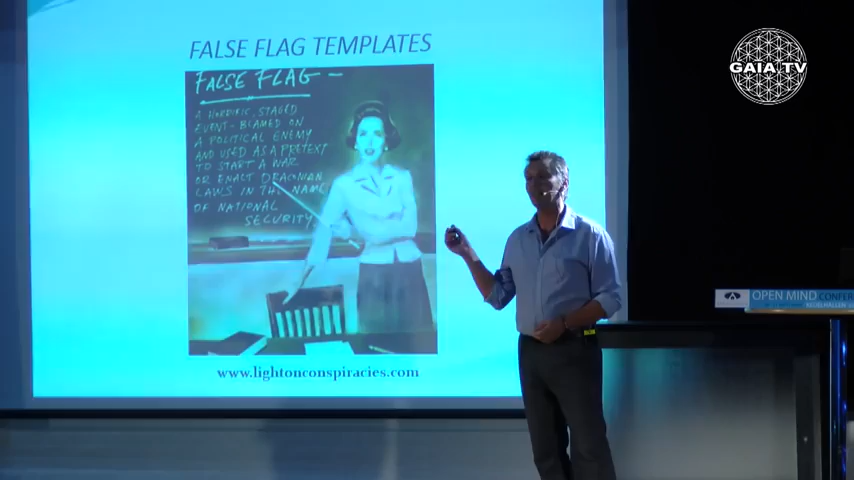 FALSE FLAG TEMPLATES
FALSE FLAG —
A HORRIFIC, STAGED
EVENT - BLAMED ON
A POLITICAL ENEMY
AND USED AS A PRETEXT
TO START A WAR
OR ENACT DRACONIAN
LAWS IN THE NAME
OF NATIONAL
SECURITY.
www.lightonconspiracies.com
GAIA TV
OPEN MIND CONFERENCE